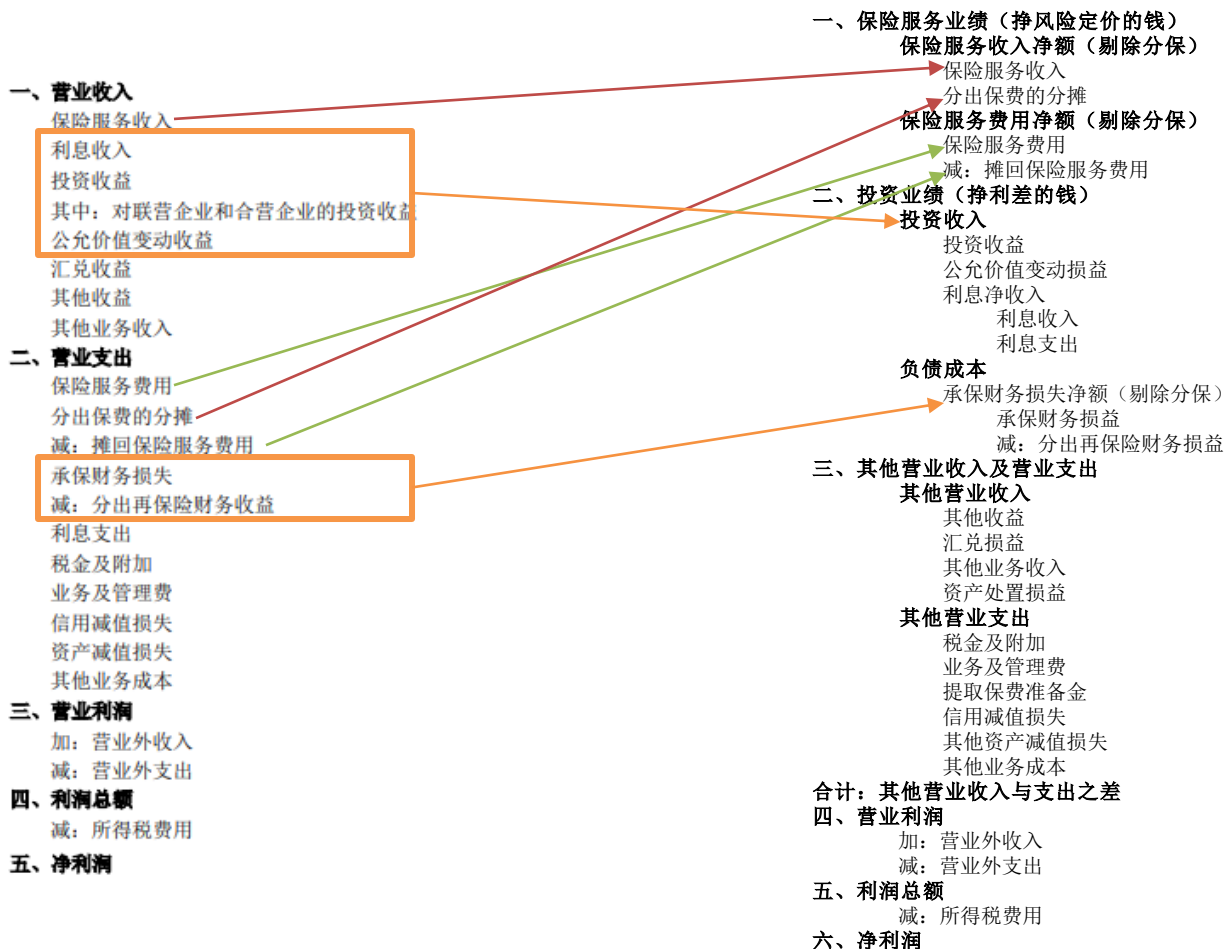 一、营业收入
保险服务收入
利息收入
投资收益
其中：对联营企业和合营企业的投资收益
公允价值变动收益
汇兑收益
其他收益
其他业务收入
二、营业支出
保险服务费用
分出保费的分摊
减：摊回保险服务费用
承保财务损失
减：分出再保险财务收益
利息支出
税金及附加
业务及管理费
信用减值损失
资产减值损失
其他业务成本
三、营业利润
加：营业外收入
减：营业外支出
四、利润总额
减：所得税费用
五、净利润
一、保险服务业绩（挣风险定价的钱）
保险服务收入净额（剔除分保）
保险服务收入
分出保费的分摊
保险服务费用净额（剔除分保）
保险服务费用
减：摊回保险服务费用
二、投资业绩（挣利差的钱）
投资收入
投资收益
公允价值变动损益
利息净收入
利息收入
利息支出
负债成本
承保财务损失净额（剔除分保）
承保财务损益
减：分出再保险财务损益
三、其他营业收入及营业支出
其他营业收入
其他收益
汇兑损益
其他业务收入
资产处置损益
其他营业支出
税金及附加
业务及管理费
提取保费准备金
信用减值损失
其他资产减值损失
其他业务成本
合计：其他营业收入与支出之差
四、营业利润
加：营业外收入
减：营业外支出
五、利润总额
减：所得税费用
六、净利润